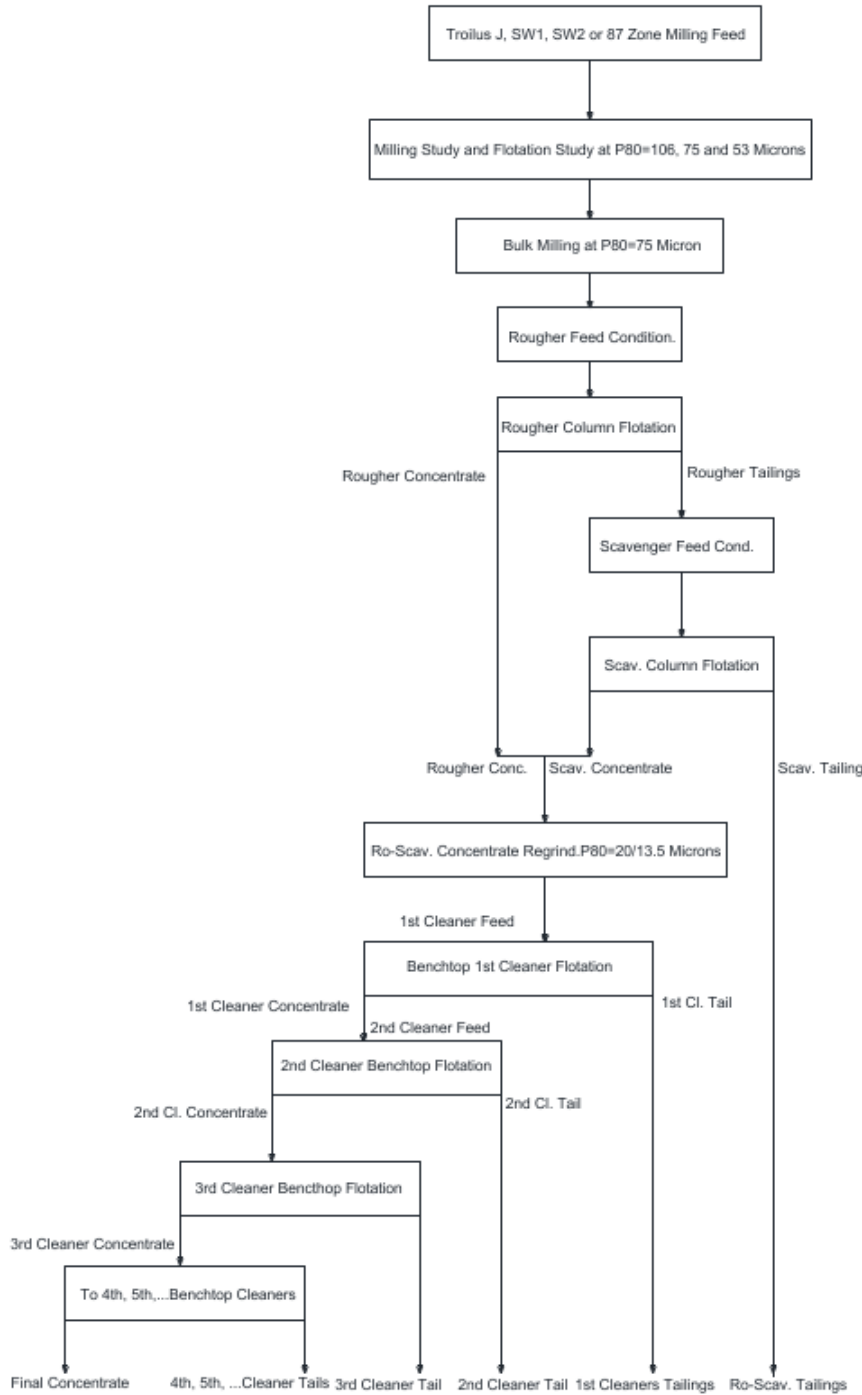 Troilus J, SW1, SW2 or 87 Zone Milling Feed
Milling Study and Flotation Study at P80=106, 75 and 53 Microns
Bulk Milling at P80=75 Micron
Rougher Feed Condition.
Rougher Column Flotation
Rougher Concentrate
Rougher Tailings
Scavenger Feed Cond.
Scav. Column Flotation
Rougher Conc.
Scav. Concentrate
Scav. Tailing
Ro-Scav. Concentrate Regrind.P80=20/13.5 Microns
1st Cleaner Feed
Benchtop 1st Cleaner Flotation
1st Cleaner Concentrate
1st Cl. Tail
2nd Cleaner Feed
2nd Cleaner Benchtop Flotation
2nd Cl. Concentrate
2nd Cl. Tail
3rd Cleaner Bencthop Flotation
3rd Cleaner Concentrate
To 4th, 5th,...Benchtop Cleaners
Final Concentrate
4th, 5th, ...Cleaner Tails
3rd Cleaner Tail
2nd Cleaner Tail
1st Cleaners Tailings
Ro-Scav. Tailings